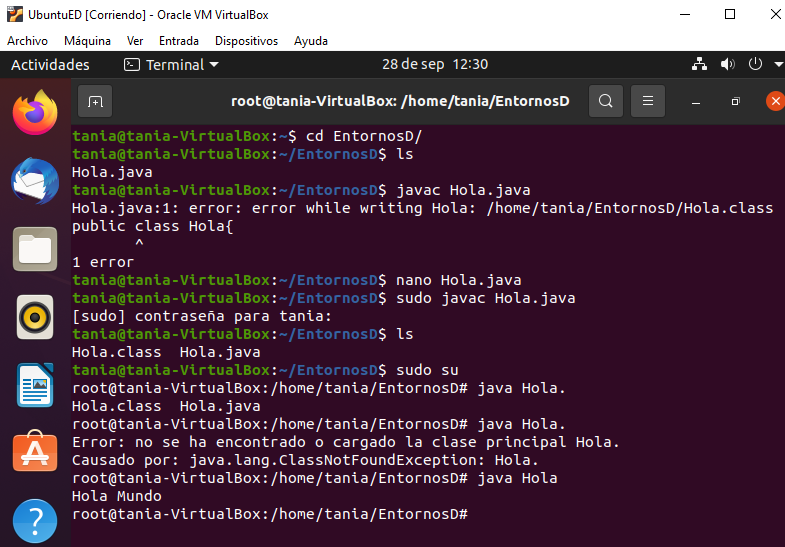 UbuntuED [Corriendo] - Oracle VM VirtualBox
Archivo Máquina Ver Entrada Dispositivos Ayuda
Actividades Terminal 28 de sep 12:30
root@tania-VirtualBox: /home/tania/EntornosD
tania@tania-VirtualBox:~$ cd EntornosD/
tania@tania-VirtualBox:~/EntornosD$ ls
Hola.java
tania@tania-VirtualBox:~/EntornosD$ javac Hola.java
Hola.java:1: error: error while writing Hola: /home/tania/EntornosD/Hola.class
public class Hola{
       ^
1 error
tania@tania-VirtualBox:~/EntornosD$ nano Hola.java
tania@tania-VirtualBox:~/EntornosD$ sudo javac Hola.java
[sudo] contraseña para tania:
tania@tania-VirtualBox:~/EntornosD$ ls
Hola.class  Hola.java
tania@tania-VirtualBox:~/EntornosD$ sudo su
root@tania-VirtualBox:/home/tania/EntornosD# java Hola.
Hola.class  Hola.java
root@tania-VirtualBox:/home/tania/EntornosD# java Hola.
Error: no se ha encontrado o cargado la clase principal Hola.
Causado por: java.lang.ClassNotFoundException: Hola.
root@tania-VirtualBox:/home/tania/EntornosD# java Hola
Hola Mundo
root@tania-VirtualBox:/home/tania/EntornosD#